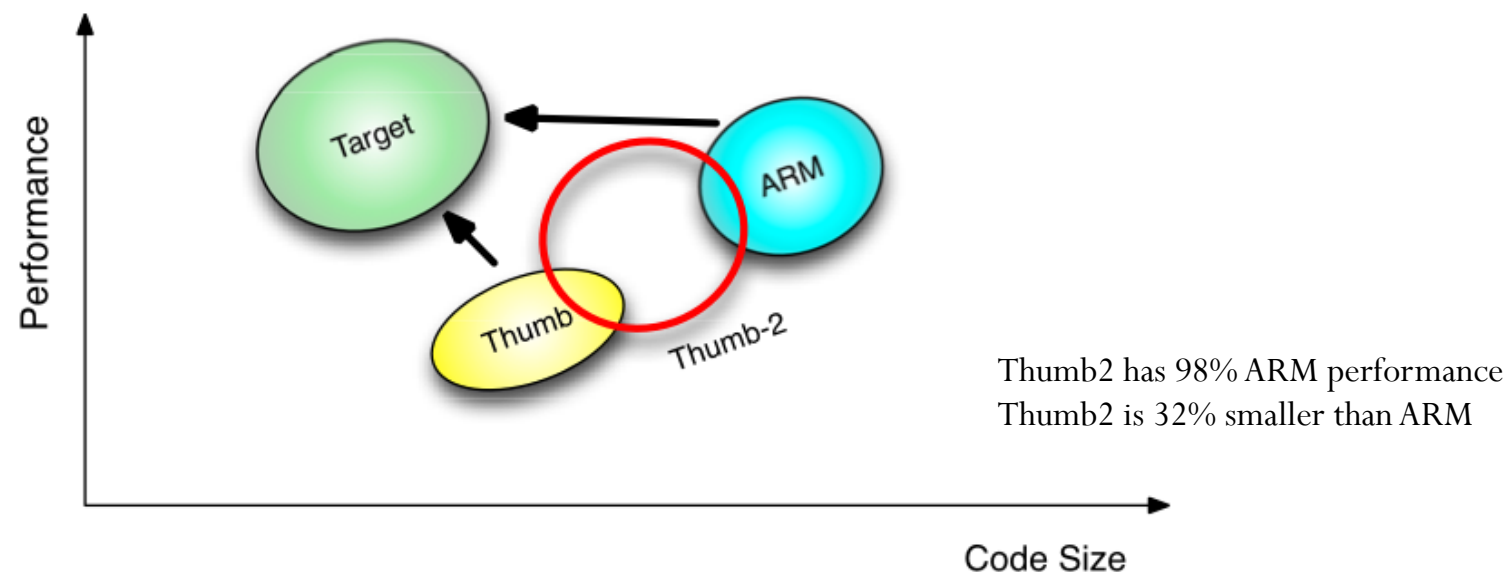 Performance
Target
ARM
Thumb
Thumb-2
Thumb2 has 98% ARM performance
Thumb2 is 32% smaller than ARM
Code Size